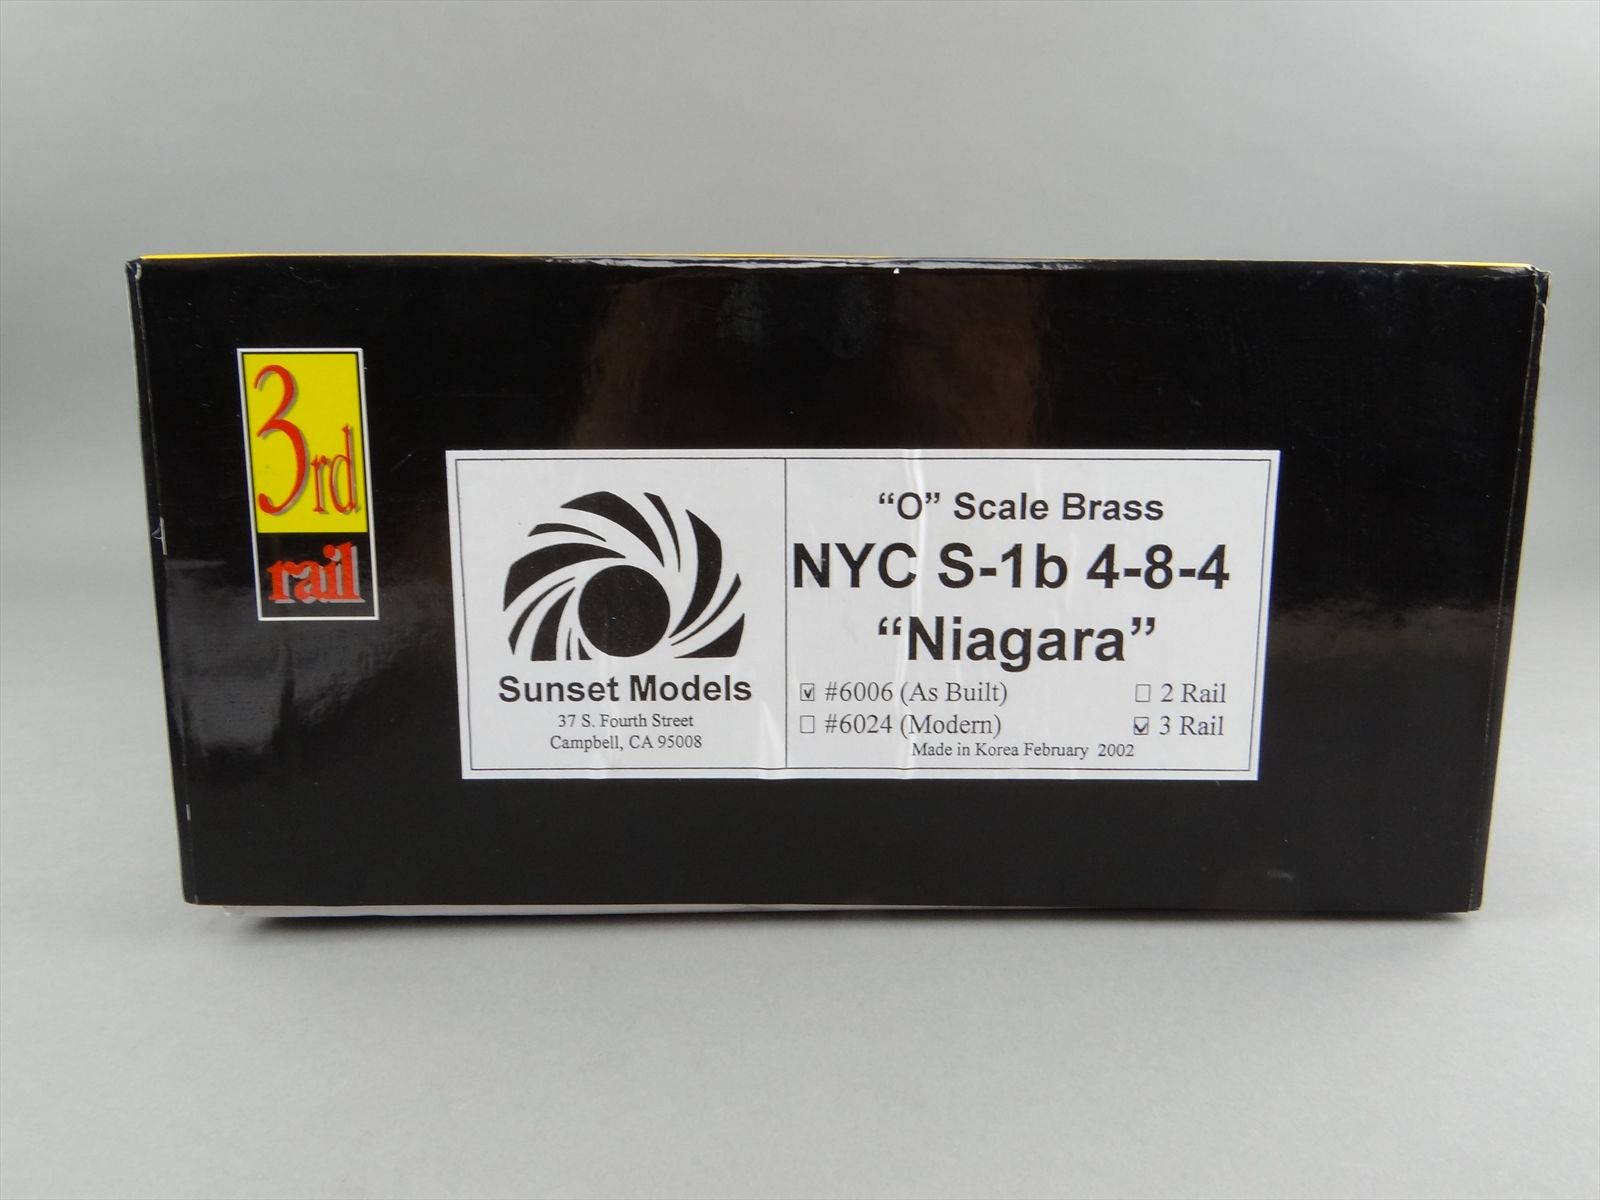 3rd
rail
Sunset Models
37 S. Fourth Street
Campbell, CA 95008
“O” Scale Brass
NYC S-1b 4-8-4
“Niagara”
☑ #6006 (As Built) ☐ 2 Rail
☐ #6024 (Modern) ☑ 3 Rail
Made in Korea February 2002